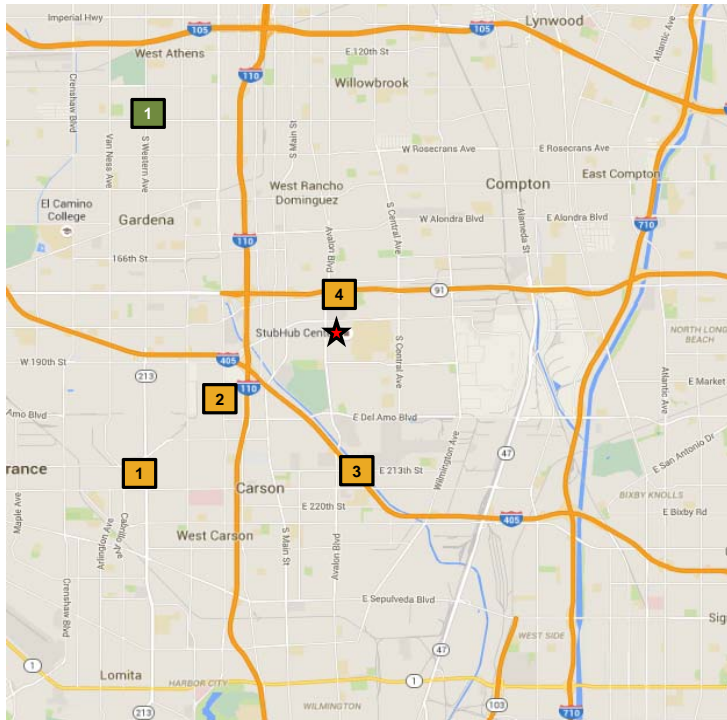 Imperial Hwy
105
105
Lynwood
West Athens
E 120th St
Atlantic Ave
110
Willowbrook
Crenshaw Blvd
1
Van Ness Ave
S Western Ave
S Main St
W Rosecrans Ave
E Rosecrans Ave
East Compton
West Rancho
Dominguez
Compton
El Camino
College
Gardena
S Central Ave
W Alondra Blvd
Alameda St
E Alondra Blvd
710
110
Avalon Blvd
166th St
4
91
StubHub Cent
NORTH LONG
BEACH
W 190th St
405
S Central Ave
213
110
Atlantic Ave
E Market
2
Amo Blvd
E Del Amo Blvd
Wilmington Ave
E San Antonio Dr
47
rance
1
3
E 213th St
Maple Ave
Carson
E 220th St
BIXBY KNOLLS
E Bixby Rd
405
Arlington Ave
Cabrillo Ave
West Carson
S Main St
Avalon Blvd
Crenshaw Blvd
E Sepulveda Blvd
Sig
WEST SIDE
47
1
Lomita
HARBOR CITY
1
WILMINGTON
103
213
710